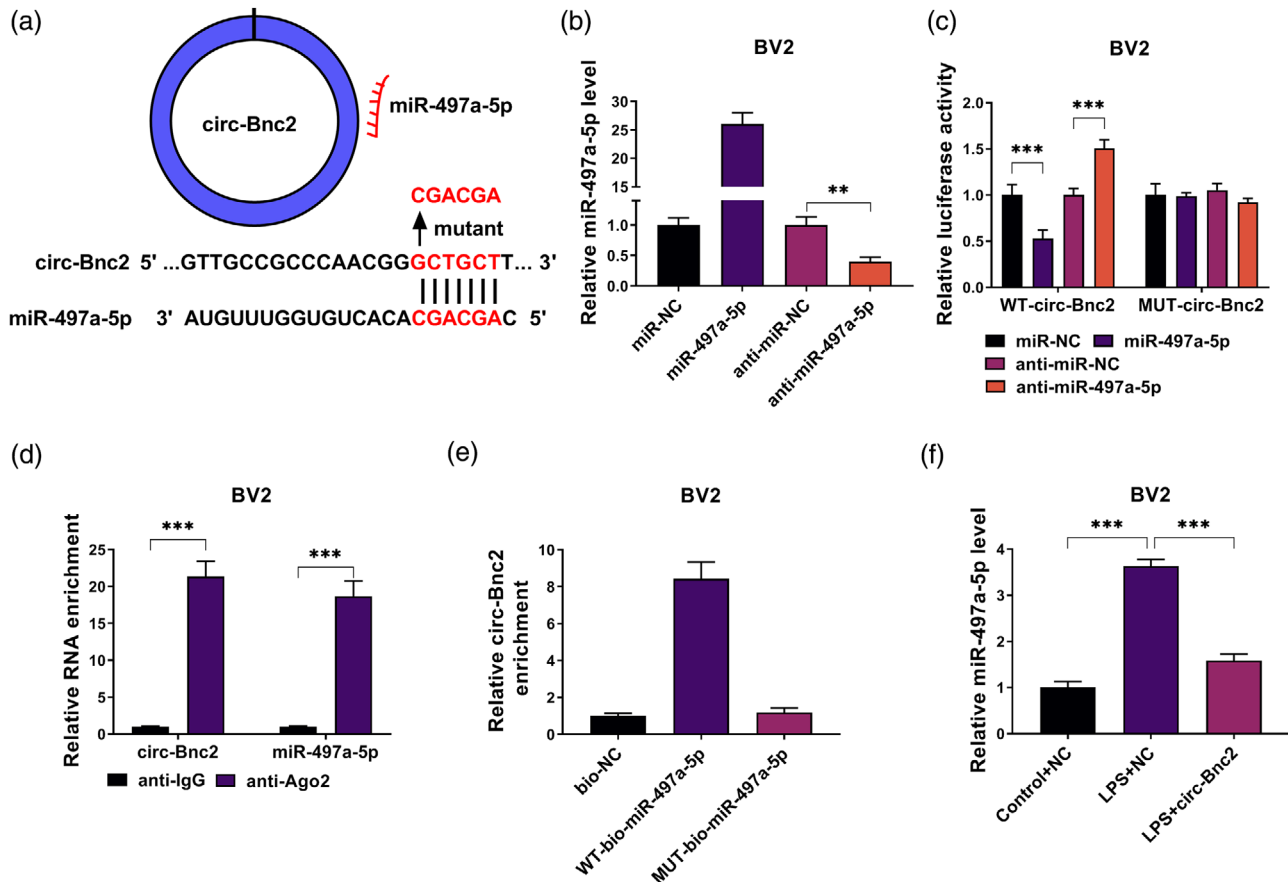 (a)
circ-Bnc2
miR-497a-5p
CGACGA
mutant
circ-Bnc2 5' ...GTTGCCGCCCAACGGGCTGCTT... 3'
miR-497a-5p 3' AUGUUUGGUGUCACACGACGAC 5'
(b)
BV2
Relative miR-497a-5p level
30
25
20
15
1.0
0.5
0.0
**
miR-NC
miR-497a-5p
anti-miR-NC
anti-miR-497a-5p
(c)
BV2
Relative luciferase activity
2.0
1.5
1.0
0.5
0.0
***
***
WT-circ-Bnc2 MUT-circ-Bnc2
miR-NC miR-497a-5p
anti-miR-NC
anti-miR-497a-5p
(d)
BV2
Relative RNA enrichment
25
20
15
10
5
0
***
***
circ-Bnc2 miR-497a-5p
anti-IgG anti-Ago2
(e)
BV2
Relative circ-Bnc2
enrichment
10
8
6
4
2
0
bio-NC
WT-bio-miR-497a-5p
MUT-bio-miR-497a-5p
(f)
BV2
Relative miR-497a-5p level
4
3
2
1
0
***
***
Control+NC
LPS+NC
LPS+circ-Bnc2